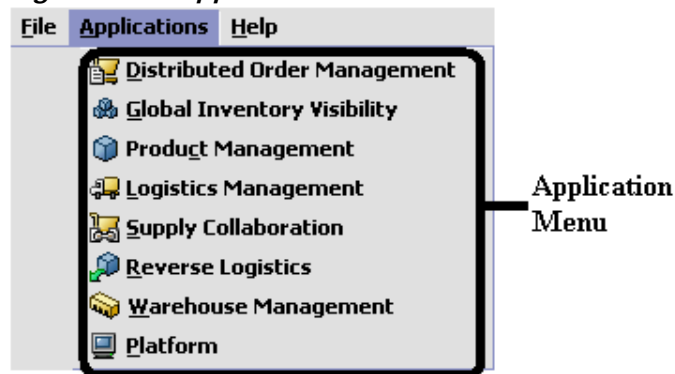 File Applications Help
Distributed Order Management
Global Inventory Visibility
Product Management
Logistics Management
Supply Collaboration
Reverse Logistics
Warehouse Management
Platform
Application
Menu